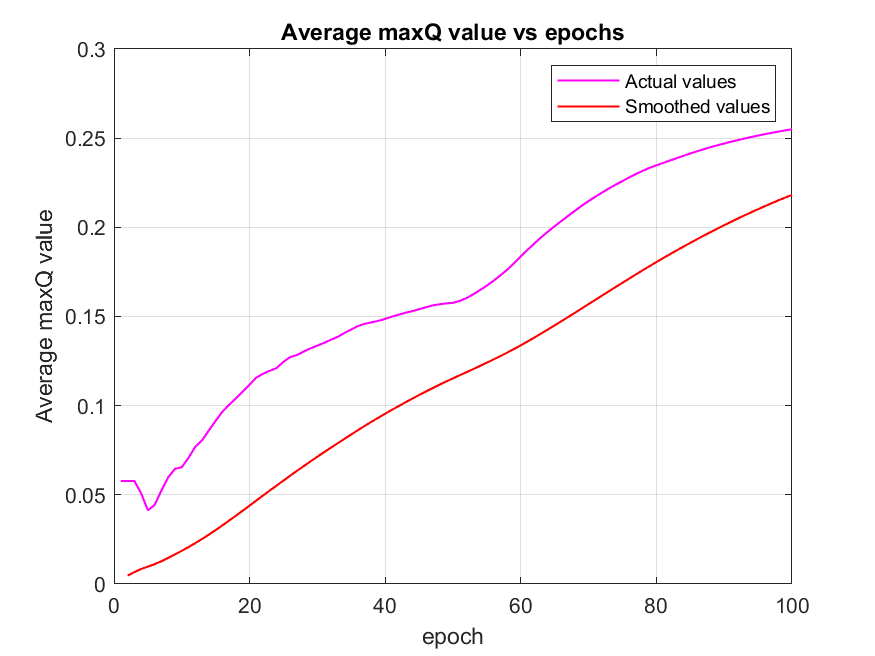 Average maxQ value vs epochs
Actual values
Smoothed values
Average maxQ value
0.3
0.25
0.2
0.15
0.1
0.05
0
0 20 40 60 80 100
epoch